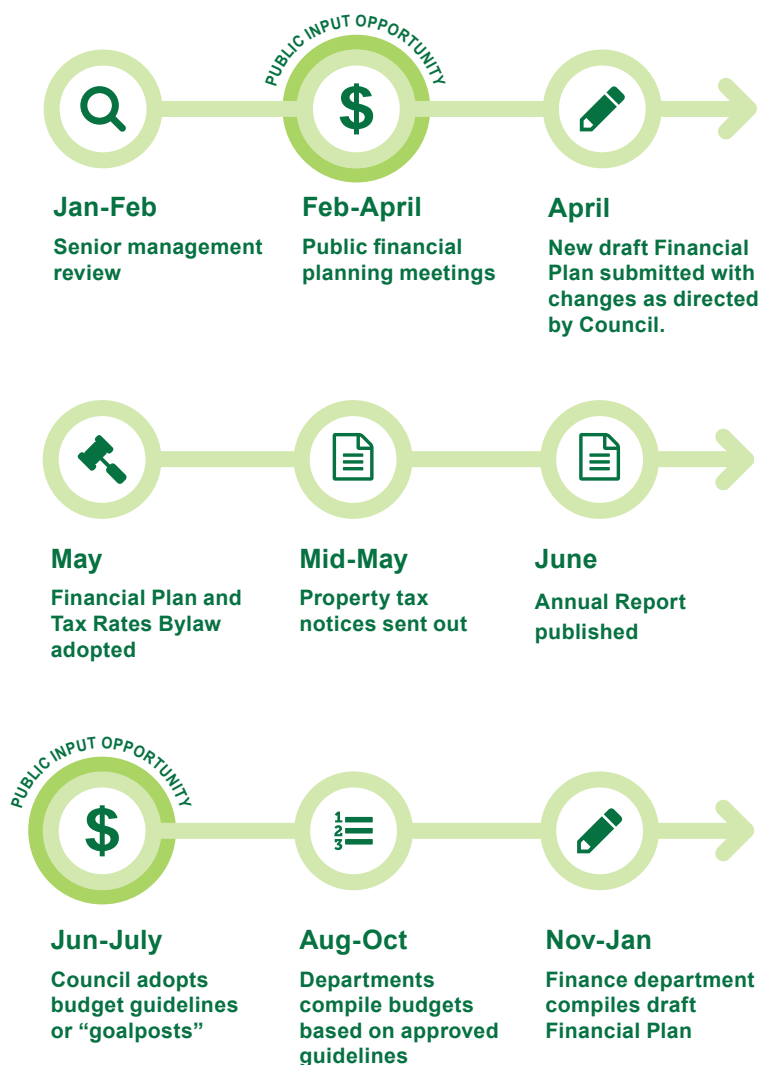 PUBLIC INPUT OPPORTUNITY
$
Jan-Feb
Senior management
review
Feb-April
Public financial
planning meetings
April
New draft Financial
Plan submitted with
changes as directed
by Council.
May
Financial Plan and
Tax Rates Bylaw
adopted
Mid-May
Property tax
notices sent out
June
Annual Report
published
PUBLIC INPUT OPPORTUNITY
$
1
2
3
Jun-July
Council adopts
budget guidelines
or “goalposts”
Aug-Oct
Departments
compile budgets
based on approved
guidelines
Nov-Jan
Finance department
compiles draft
Financial Plan